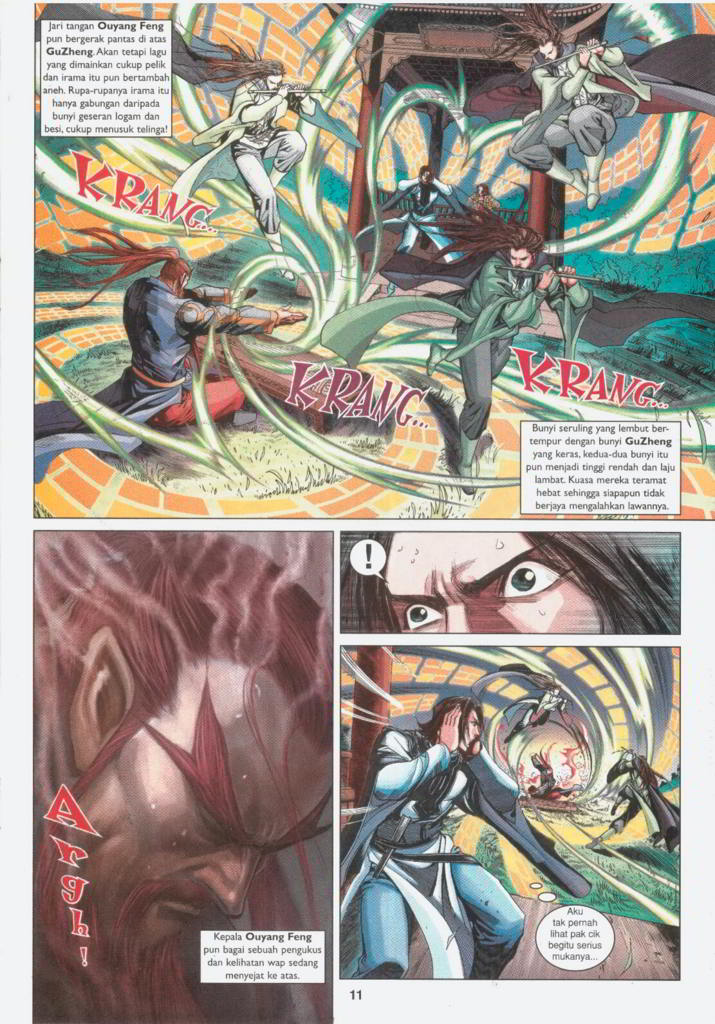 Jari tangan Ouyang Feng
pun bergerak pantas di atas
GuZheng. Akan tetapi lagu
yang dimainkan cukup pelik
dan irama itu pun bertambah
aneh. Rupa-rupanya irama itu
hanya gabungan daripada
bunyi geseran logam dan
besi, cukup menusuk telinga!
KRANG...
KRANG...
KRANG...
Bunyi seruling yang lembut ber-
tempur dengan bunyi GuZheng
yang keras, kedua-dua bunyi itu
pun menjadi tinggi rendah dan laju
lambat. Kuasa mereka teramat
hebat sehingga siapapun tidak
berjaya mengalahkan lawannya.
!
Argh!
Kepala Ouyang Feng
pun bagai sebuah pengukus
dan kelihatan wap sedang
menyejat ke atas.
Aku
tak pernah
lihat pak cik
begitu serius
mukanya...
11